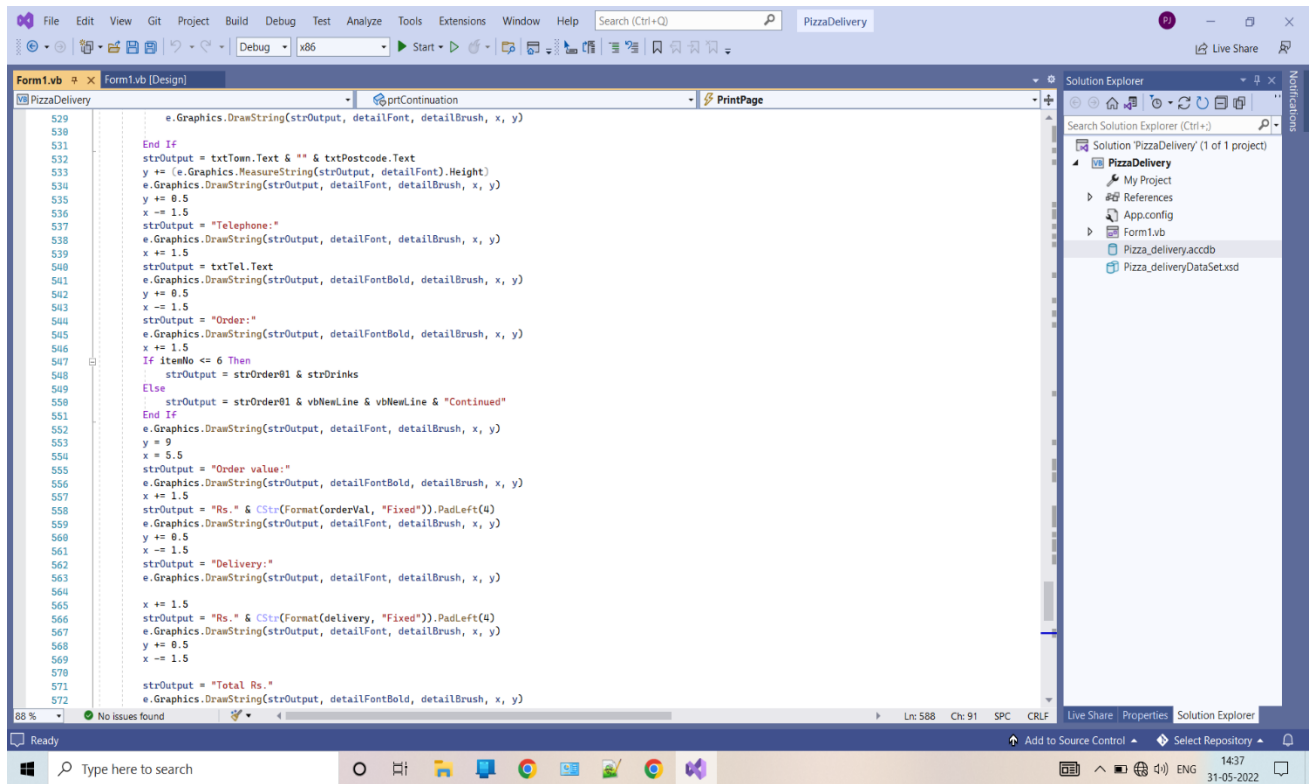 File Edit View Git Project Build Debug Test Analyze Tools Extensions Window Help Search (Ctrl+Q) PizzaDelivery PJ
Debug x86 Start Live Share
Form1.vb Form1.vb [Design]
PizzaDelivery prtContinuation PrintPage
529 e.Graphics.DrawString(strOutput, detailFont, detailBrush, x, y)
530
531 End If
532 strOutput = txtTown.Text & "" & txtPostcode.Text
533 y += (e.Graphics.MeasureString(strOutput, detailFont).Height)
534 e.Graphics.DrawString(strOutput, detailFont, detailBrush, x, y)
535 y += 0.5
536 x -= 1.5
537 strOutput = "Telephone:"
538 e.Graphics.DrawString(strOutput, detailFont, detailBrush, x, y)
539 x += 1.5
540 strOutput = txtTel.Text
541 e.Graphics.DrawString(strOutput, detailFontBold, detailBrush, x, y)
542 y += 0.5
543 x -= 1.5
544 strOutput = "Order:"
545 e.Graphics.DrawString(strOutput, detailFontBold, detailBrush, x, y)
546 x += 1.5
547 If itemNo <= 6 Then
548 strOutput = strOrder01 & strDrinks
549 Else
550 strOutput = strOrder01 & vbNewLine & vbNewLine & "Continued"
551 End If
552 e.Graphics.DrawString(strOutput, detailFont, detailBrush, x, y)
553 y = 9
554 x = 5.5
555 strOutput = "Order value:"
556 e.Graphics.DrawString(strOutput, detailFontBold, detailBrush, x, y)
557 x += 1.5
558 strOutput = "Rs." & CStr(Format(orderVal, "Fixed")).PadLeft(4)
559 e.Graphics.DrawString(strOutput, detailFont, detailBrush, x, y)
560 y += 0.5
561 x -= 1.5
562 strOutput = "Delivery:"
563 e.Graphics.DrawString(strOutput, detailFont, detailBrush, x, y)
564
565 x += 1.5
566 strOutput = "Rs." & CStr(Format(delivery, "Fixed")).PadLeft(4)
567 e.Graphics.DrawString(strOutput, detailFont, detailBrush, x, y)
568 y += 0.5
569 x -= 1.5
570
571 strOutput = "Total Rs."
572 e.Graphics.DrawString(strOutput, detailFontBold, detailBrush, x, y)
88 % No issues found Ln: 588 Ch: 91 SPC CRLF
Solution Explorer
Search Solution Explorer (Ctrl+;)
Solution 'PizzaDelivery' (1 of 1 project)
PizzaDelivery
My Project
References
App.config
Form1.vb
Pizza_delivery.accdb
Pizza_deliveryDataSet.xsd
Live Share Properties Solution Explorer
Notifications
Ready Add to Source Control Select Repository
Type here to search ENG 14:37
31-05-2022